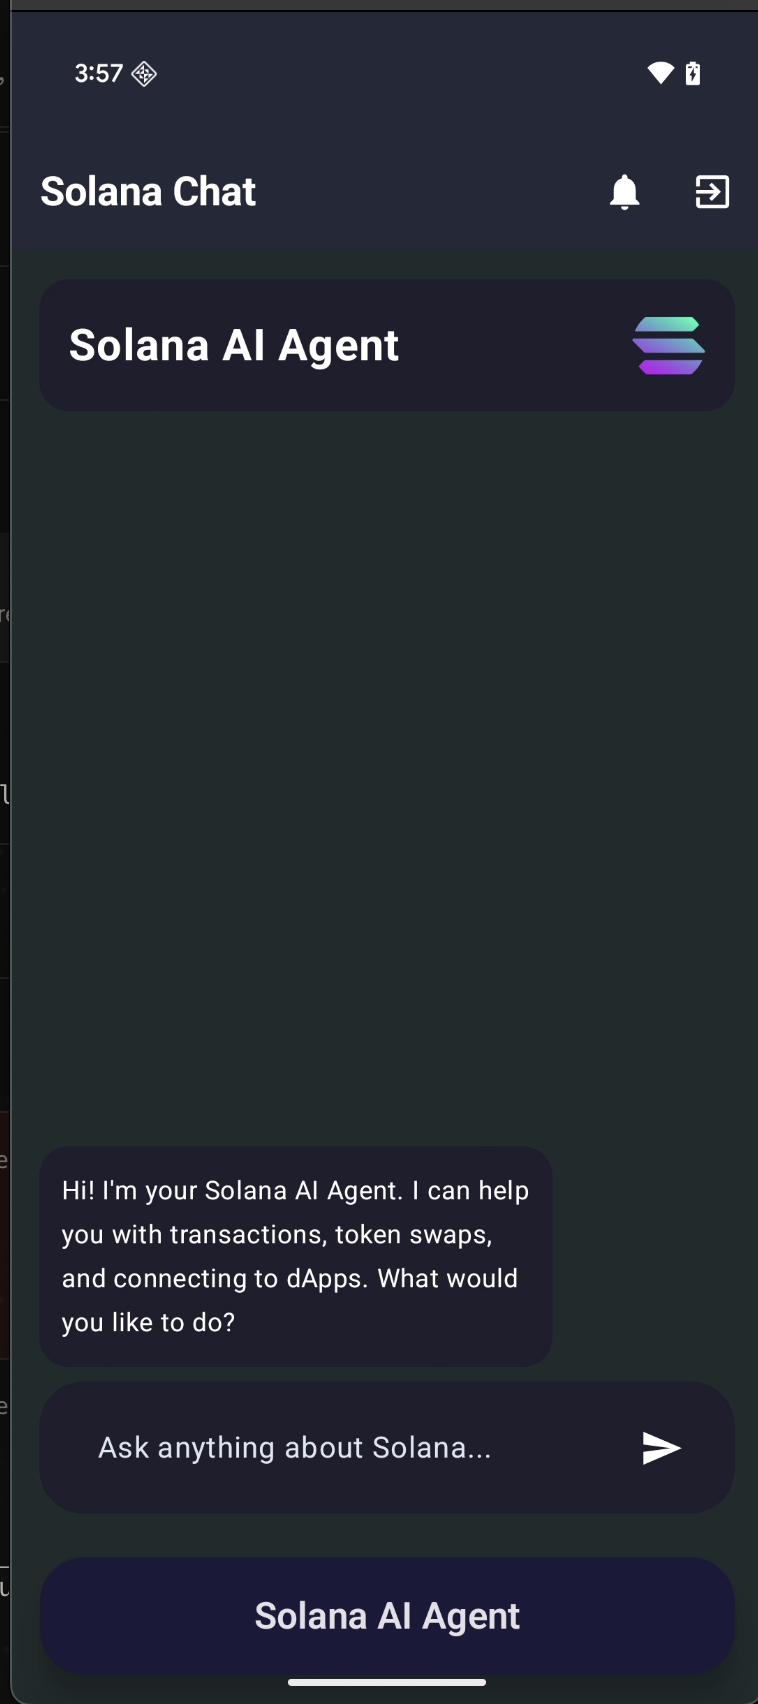 3:57
Solana Chat
Solana AI Agent
Hi! I'm your Solana AI Agent. I can help
you with transactions, token swaps,
and connecting to dApps. What would
you like to do?
Ask anything about Solana...
Solana AI Agent